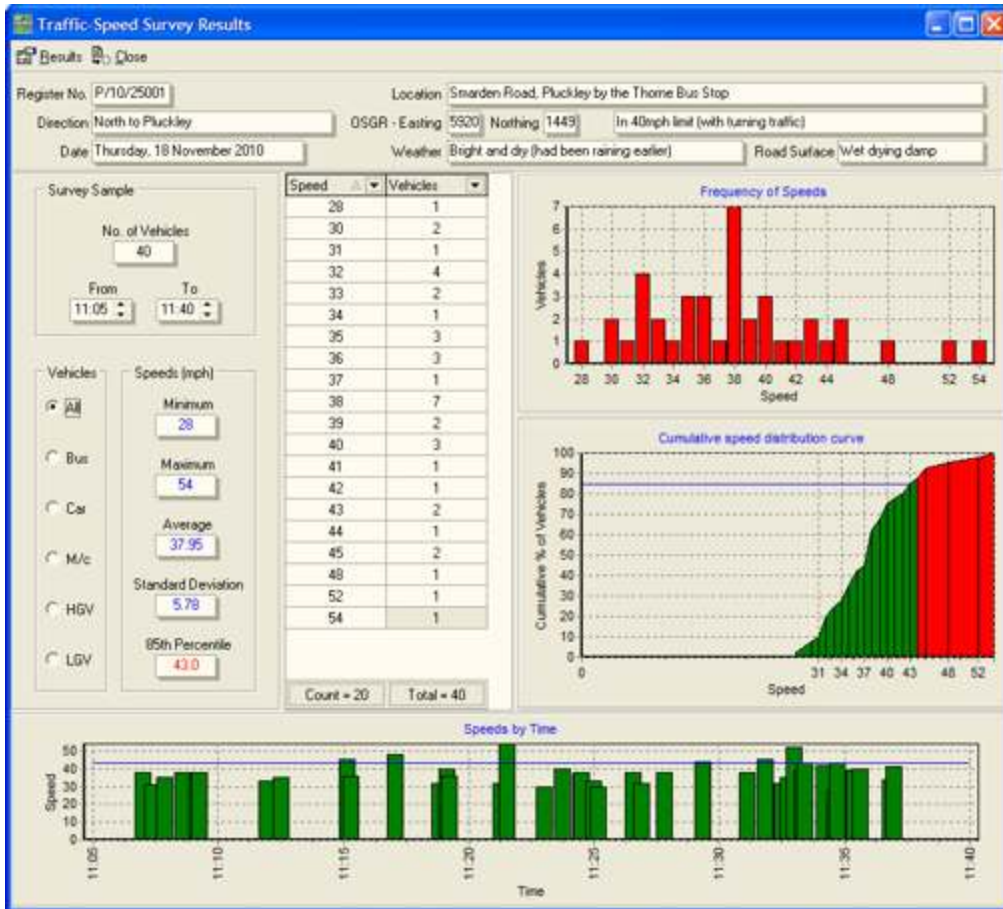 Traffic-Speed Survey Results
Results Close
Register No. P/10/25001 Location Smarden Road, Pluckley by the Thorne Bus Stop
Direction North to Pluckley OSGR - Easting 5920 Northing 1449 In 40mph limit (with turning traffic)
Date Thursday, 18 November 2010 Weather Bright and dry (had been raining earlier) Road Surface Wet drying damp
Survey Sample
No. of Vehicles
40
From To
11:05 11:40
Vehicles
All
Bus
Car
M/c
HGV
LGV
Speeds (mph)
Minimum
28
Maximum
54
Average
37.95
Standard Deviation
5.78
85th Percentile
43.0
Speed Vehicles
28 1
30 2
31 1
32 4
33 2
34 1
35 3
36 3
37 1
38 7
39 2
40 3
41 1
42 1
43 2
44 1
45 2
48 1
52 1
54 1
Count = 20 Total = 40
Frequency of Speeds
Vehicles
7
6
5
4
3
2
1
0
28 30 32 34 36 38 40 42 44 48 52 54
Speed
Cumulative speed distribution curve
Cumulative % of Vehicles
100
90
80
70
60
50
40
30
20
10
0
0 31 34 37 40 43 48 52
Speed
Speeds by Time
Speed
50
40
30
20
10
0
11:05 11:10 11:15 11:20 11:25 11:30 11:35 11:40
Time